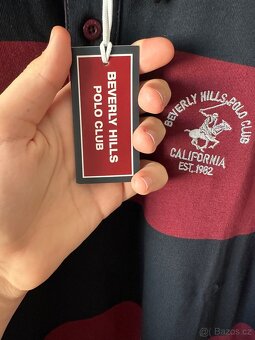 BEVERLY HILLS
POLO CLUB
BEVERLY HILLS POLO CLUB
CALIFORNIA
EST. 1982
© Bazos.cz